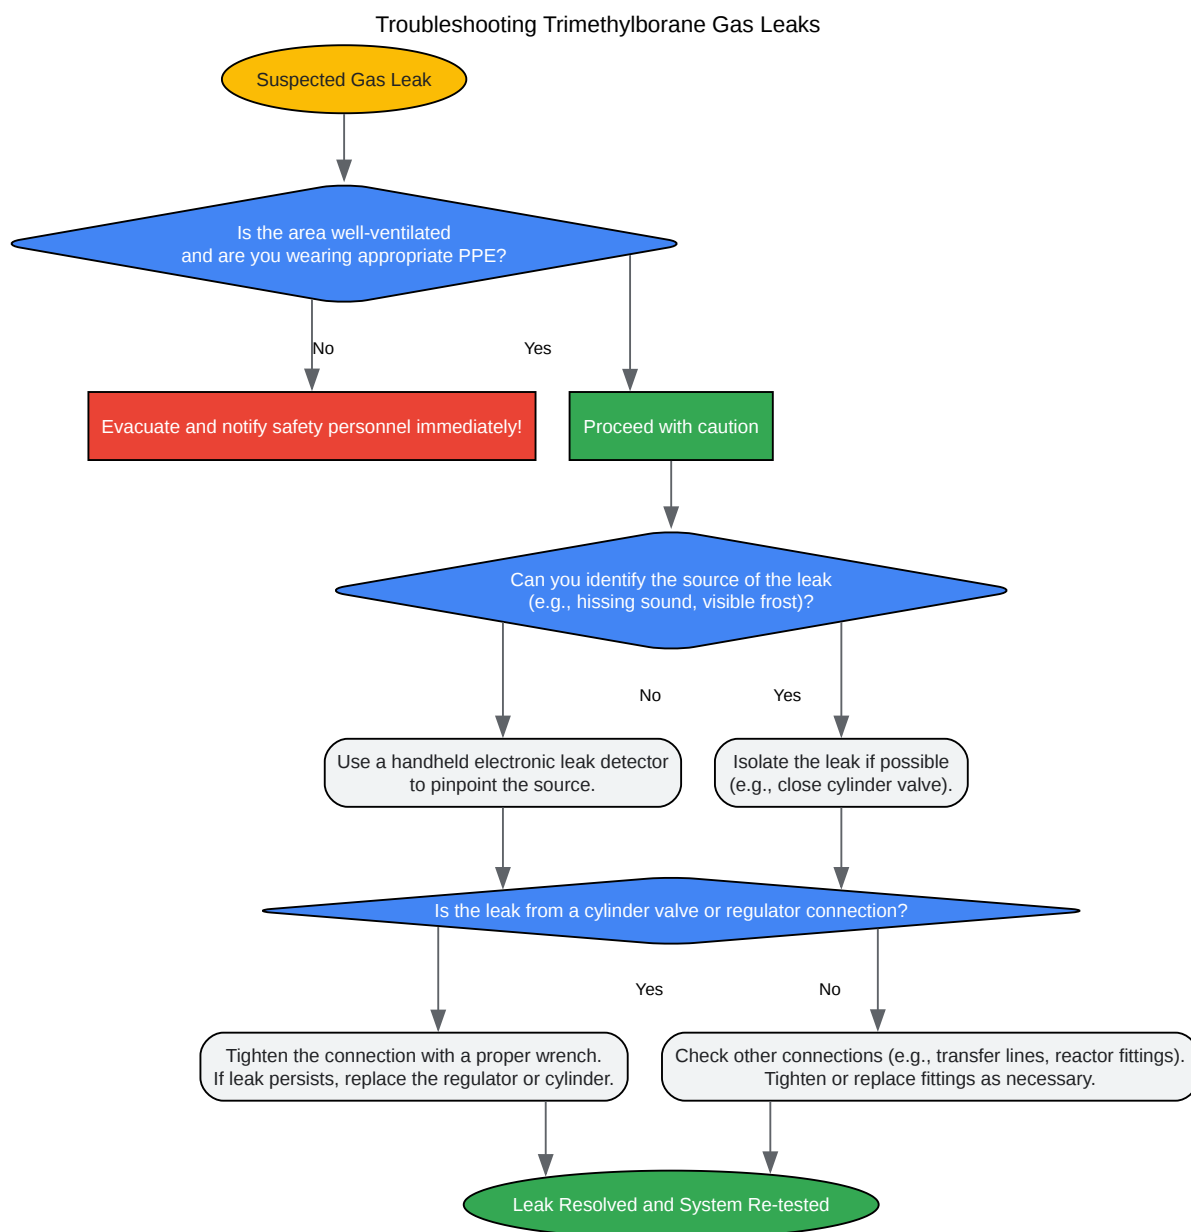 Troubleshooting Trimethylborane Gas Leaks
Suspected Gas Leak
Is the area well-ventilated
and are you wearing appropriate PPE?
No
Yes
Evacuate and notify safety personnel immediately!
Proceed with caution
Can you identify the source of the leak
(e.g., hissing sound, visible frost)?
No
Yes
Use a handheld electronic leak detector
to pinpoint the source.
Isolate the leak if possible
(e.g., close cylinder valve).
Is the leak from a cylinder valve or regulator connection?
Yes
No
Tighten the connection with a proper wrench.
If leak persists, replace the regulator or cylinder.
Check other connections (e.g., transfer lines, reactor fittings).
Tighten or replace fittings as necessary.
Leak Resolved and System Re-tested